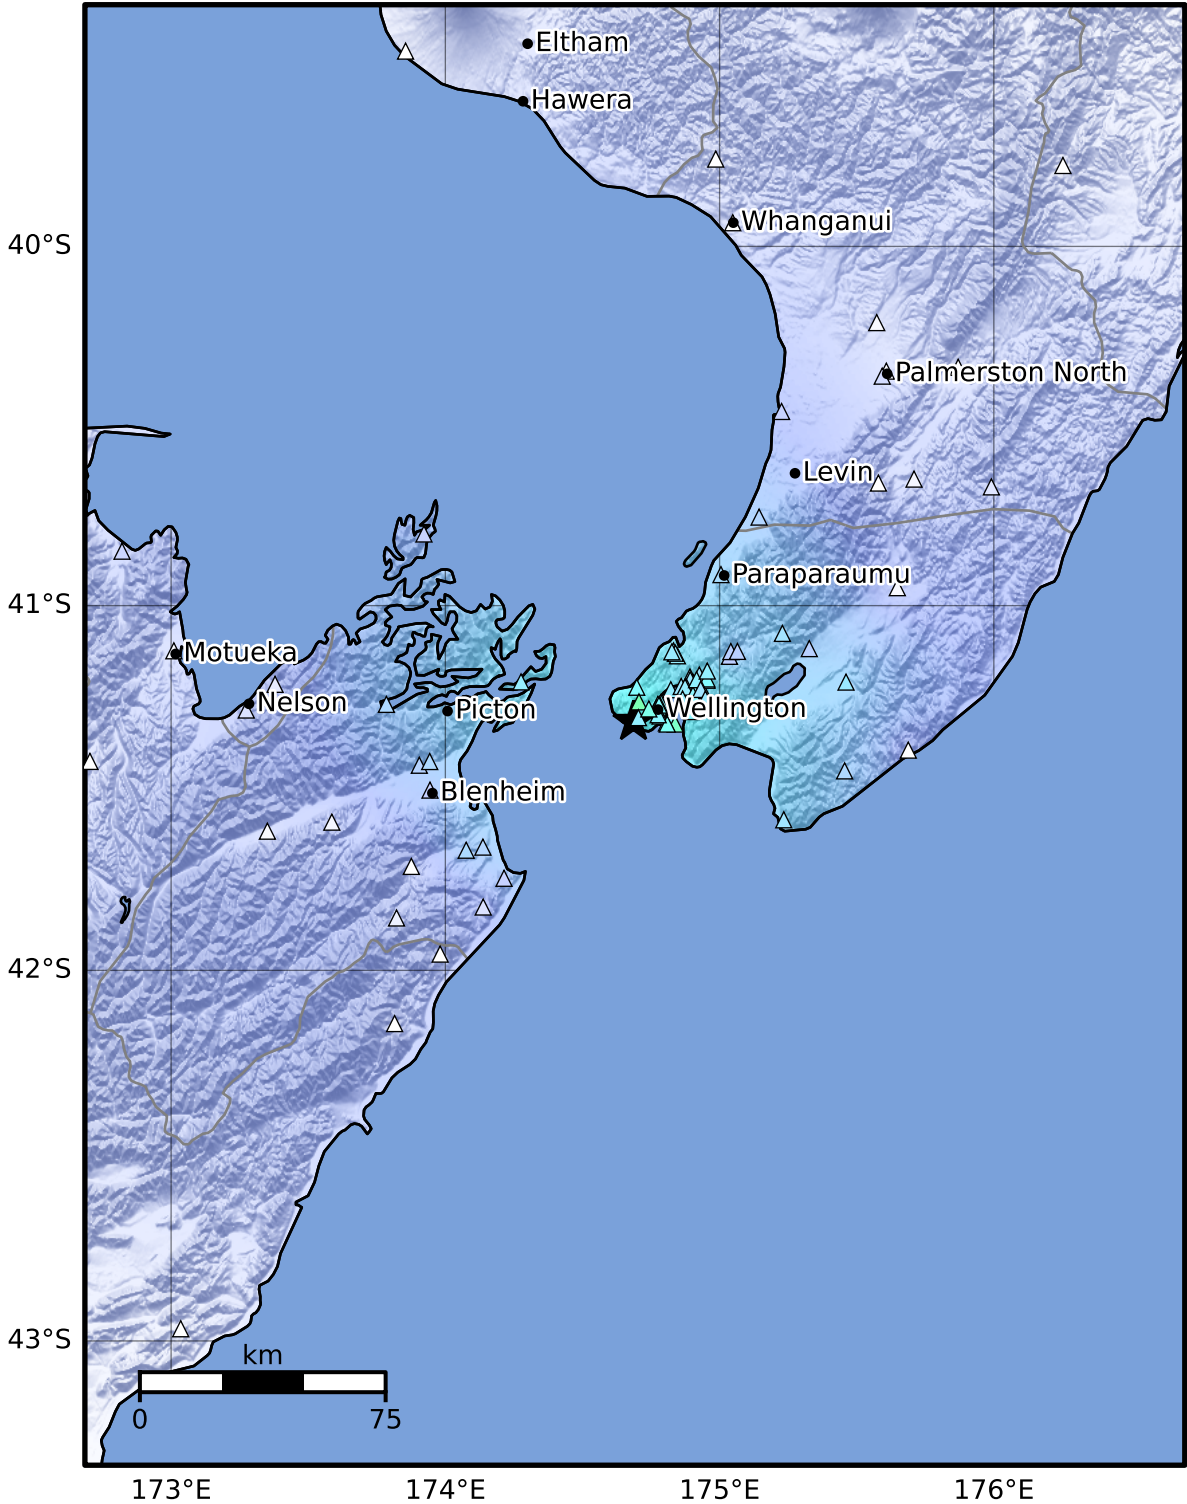 Eltham
Hawera
Whanganui
40°S
Palmerston North
Levin
Paraparaumu
41°S
Motueka
Nelson
Picton
Wellington
Blenheim
42°S
43°S
km
0
75
173°E
174°E
175°E
176°E